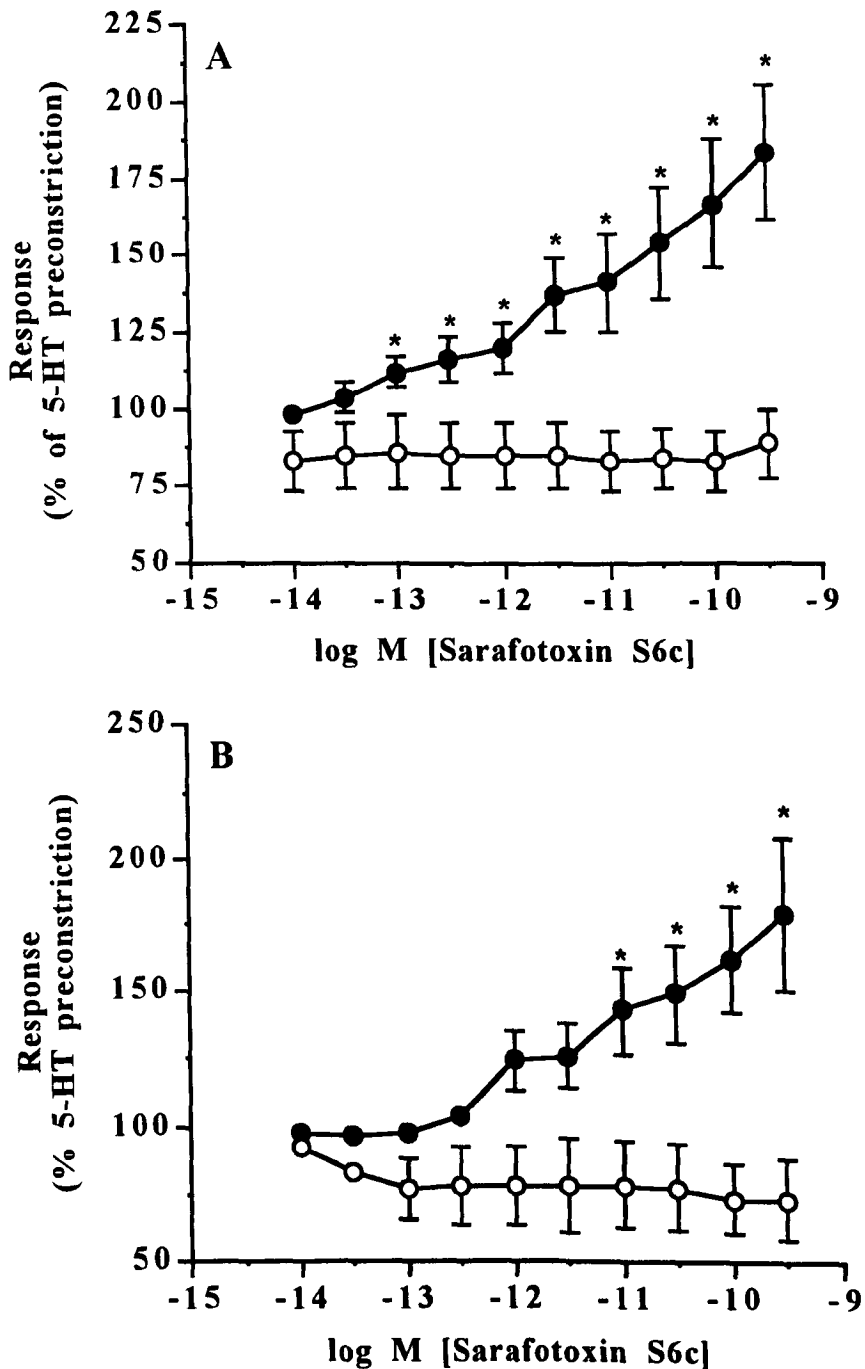 A
Response
(% of 5-HT preconstriction)
225
200
175
150
125
100
75
50
* * * * * * * *
-15 -14 -13 -12 -11 -10 -9
log M [Sarafotoxin S6c]
B
Response
(% 5-HT preconstriction)
250
200
150
100
50
* * * *
-15 -14 -13 -12 -11 -10 -9
log M [Sarafotoxin S6c]